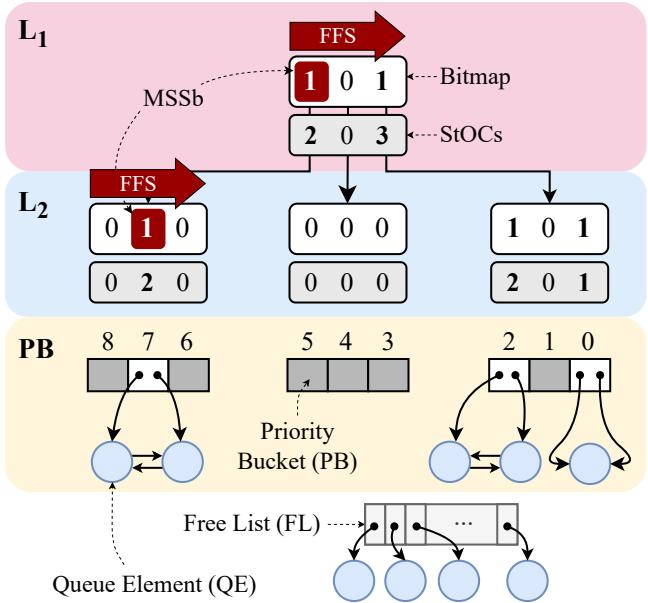 L1
FFS
1 0 1
Bitmap
MSSb
2 0 3
StOCs
L2
FFS
0 1 0
0 0 0
1 0 1
0 2 0
0 0 0
2 0 1
PB
8 7 6
5 4 3
2 1 0
Priority
Bucket (PB)
Free List (FL)
...
Queue Element (QE)